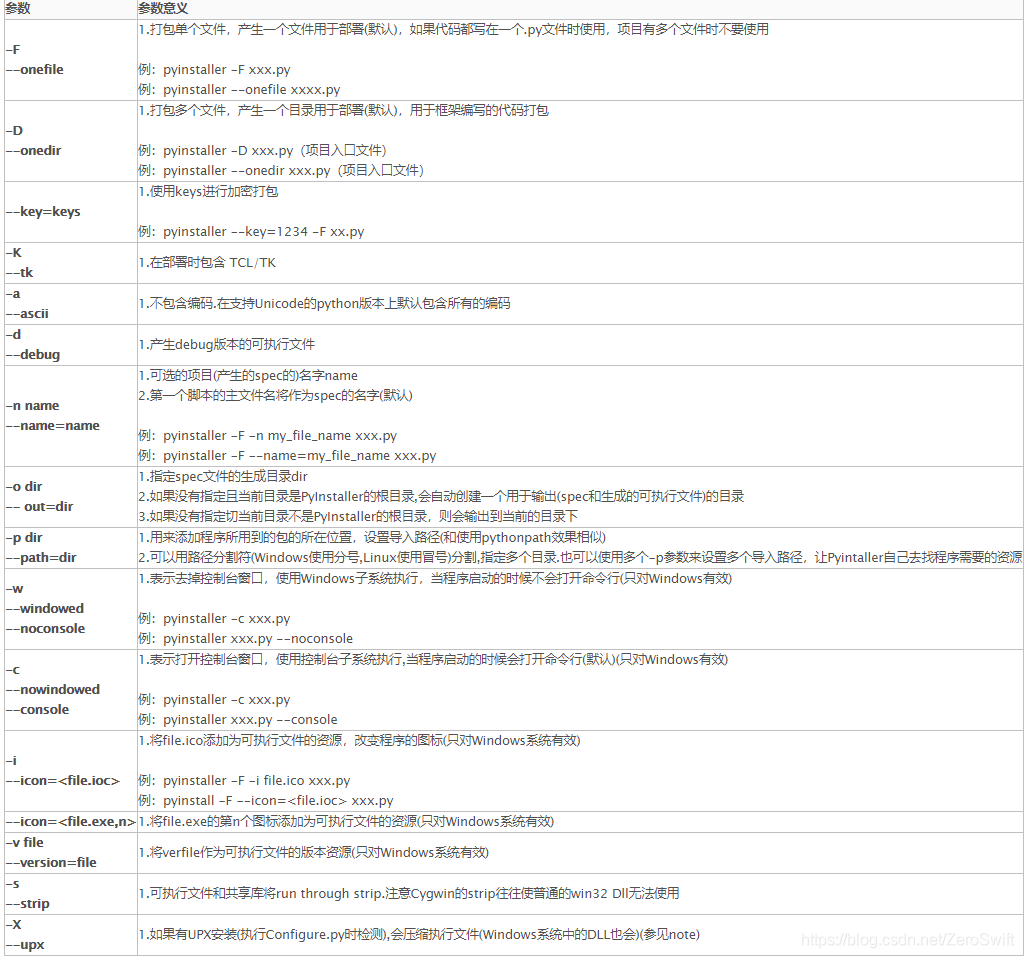 参数 参数意义
-F
--onefile
1.打包单个文件，产生一个文件用于部署(默认)，如果代码都写在一个.py文件时使用，项目有多个文件时不要使用
例：pyinstaller -F xxx.py
例：pyinstaller --onefile xxxx.py
-D
--onedir
1.打包多个文件，产生一个目录用于部署(默认)，用于框架编写的代码打包
例：pyinstaller -D xxx.py（项目入口文件）
例：pyinstaller --onedir xxx.py（项目入口文件）
--key=keys
1.使用keys进行加密打包
例：pyinstaller --key=1234 -F xx.py
-K
--tk
1.在部署时包含 TCL/TK
-a
--ascii
1.不包含编码.在支持Unicode的python版本上默认包含所有的编码
-d
--debug
1.产生debug版本的可执行文件
-n name
--name=name
1.可选的项目(产生的spec的)名字name
2.第一个脚本的主文件名将作为spec的名字(默认)
例：pyinstaller -F -n my_file_name xxx.py
例：pyinstaller -F --name=my_file_name xxx.py
-o dir
-- out=dir
1.指定spec文件的生成目录dir
2.如果没有指定且当前目录是PyInstaller的根目录,会自动创建一个用于输出(spec和生成的可执行文件)的目录
3.如果没有指定切当前目录不是PyInstaller的根目录，则会输出到当前的目录下
-p dir
--path=dir
1.用来添加程序所用到的包的所在位置，设置导入路径(和使用pythonpath效果相似)
2.可以用路径分割符(Windows使用分号,Linux使用冒号)分割,指定多个目录.也可以使用多个-p参数来设置多个导入路径，让Pyintaller自己去找程序需要的资源
-w
--windowed
--noconsole
1.表示去掉控制台窗口，使用Windows子系统执行，当程序启动的时候不会打开命令行(只对Windows有效)
例：pyinstaller -c xxx.py
例：pyinstaller xxx.py --noconsole
-c
--nowindowed
--console
1.表示打开控制台窗口，使用控制台子系统执行,当程序启动的时候会打开命令行(默认)(只对Windows有效)
例：pyinstaller -c xxx.py
例：pyinstaller xxx.py --console
-i
--icon=<file.ioc>
1.将file.ico添加为可执行文件的资源，改变程序的图标(只对Windows系统有效)
例：pyinstaller -F -i file.ico xxx.py
例：pyinstall -F --icon=<file.ioc> xxx.py
--icon=<file.exe,n> 1.将file.exe的第n个图标添加为可执行文件的资源(只对Windows系统有效)
-v file
--version=file
1.将verfile作为可执行文件的版本资源(只对Windows系统有效)
-s
--strip
1.可执行文件和共享库将run through strip.注意Cygwin的strip往往使普通的win32 Dll无法使用
-X
--upx
1.如果有UPX安装(执行Configure.py时检测),会压缩执行文件(Windows系统中的DLL也会)(参见note)
https://blog.csdn.net/ZeroSwift